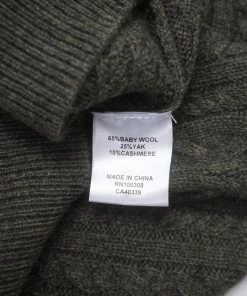 65%BABY WOOL
25%YAK
10%CASHMERE
MADE IN CHINA
RN100308
CA40339